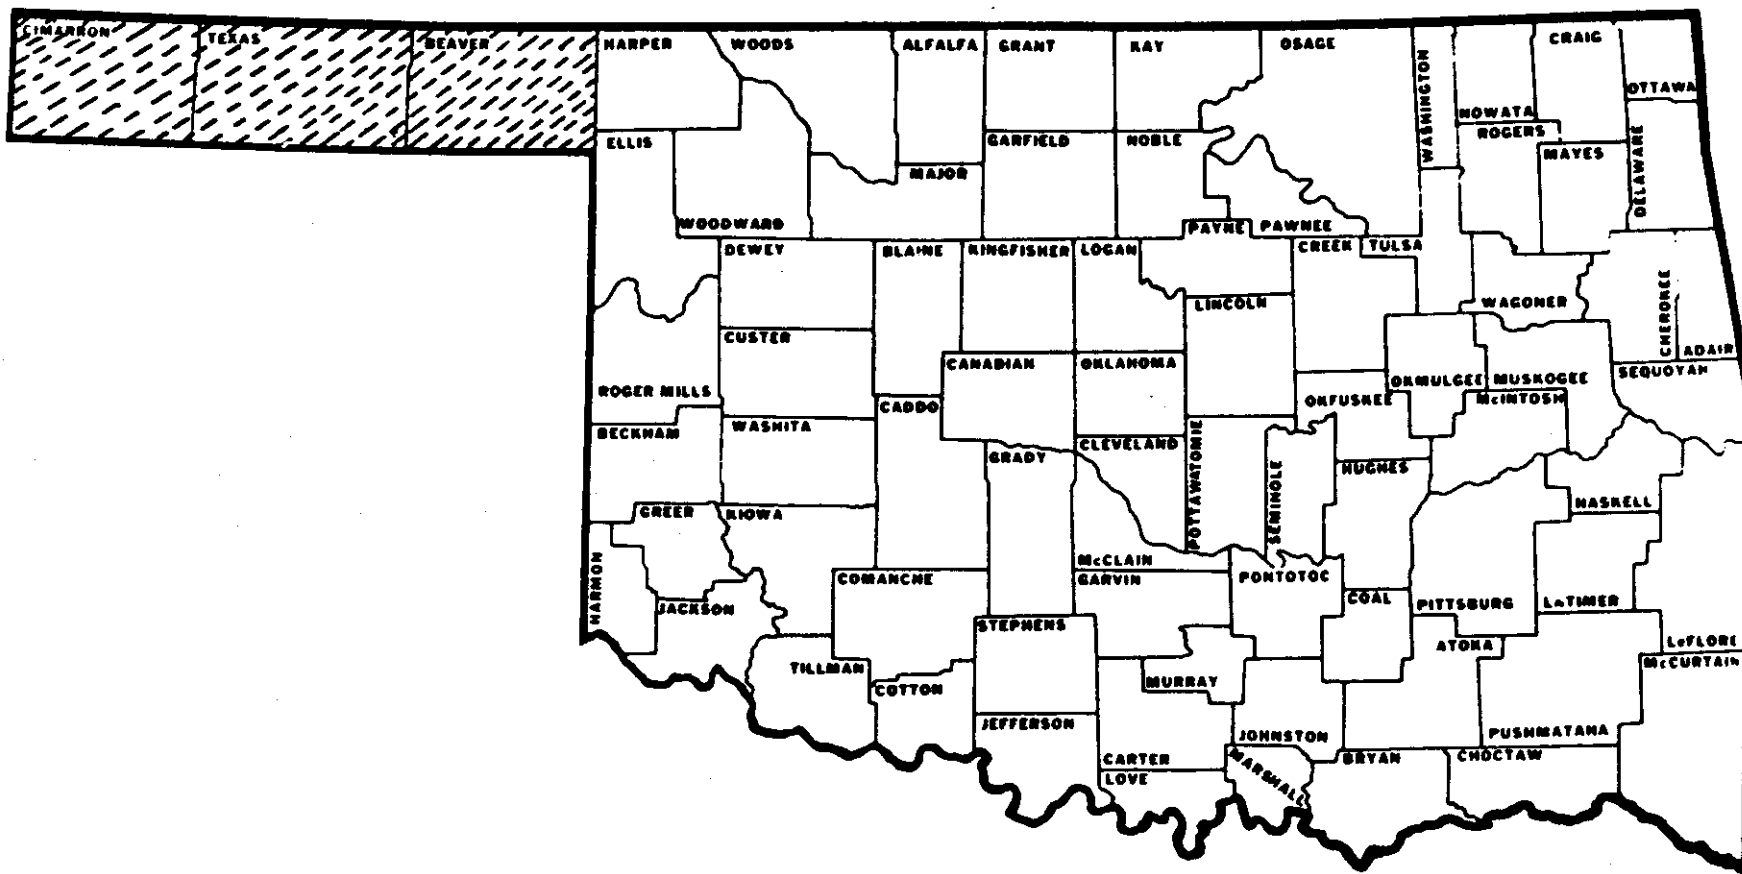 CIMARRON
TEXAS
BEAVER
HARPER
WOODS
ALFALFA
GRANT
KAY
OSAGE
WASHINGTON
CRAIG
OTTAWA
NOWATA
ROGERS
MAYES
DELAWARE
ELLIS
GARFIELD
NOBLE
MAJOR
WOODWARD
PAYNE
PAWNEE
DEWEY
BLAINE
KINGFISHER
LOGAN
CREEK
TULSA
LINCOLN
WAGONER
CHEROKEE
CUSTER
ADAIR
CANADIAN
OKLAHOMA
SEQUOYAH
ROGER MILLS
OKMULGEE
MUSKOGEE
CADDO
OKFUSKEE
McINTOSH
BECKHAM
WASHITA
CLEVELAND
POTTAWATOMIE
GRADY
SEMINOLE
HUGHES
HASKELL
GREER
KIOWA
HARMON
McCLAIN
COMANCHE
GARVIN
PONTOTOC
COAL
PITTSBURG
LATIMER
JACKSON
STEPHENS
ATOKA
LeFLORE
McCURTAIN
TILLMAN
COTTON
MURRAY
JEFFERSON
JOHNSTON
PUSHMATAHA
CARTER
MARSHALL
BRYAN
CHOCTAW
LOVE